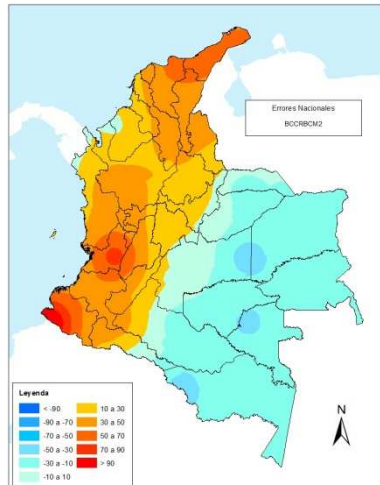 Errores Nacionales
BCCRBCM2
Leyenda
< -90
-90 a -70
-70 a -50
-50 a -30
-30 a -10
-10 a 10
10 a 30
30 a 50
50 a 70
70 a 90
> 90
N